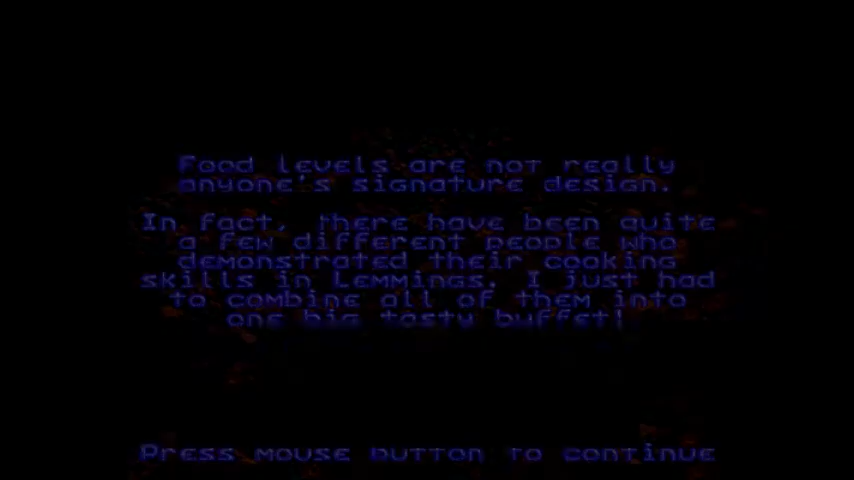 Food levels are not really
anyone's signature design.
In fact, there have been quite
a few different people who
demonstrated their cooking
skills in Lemmings. I just had
to combine all of them into
one big tasty buffet!
Press mouse button to continue